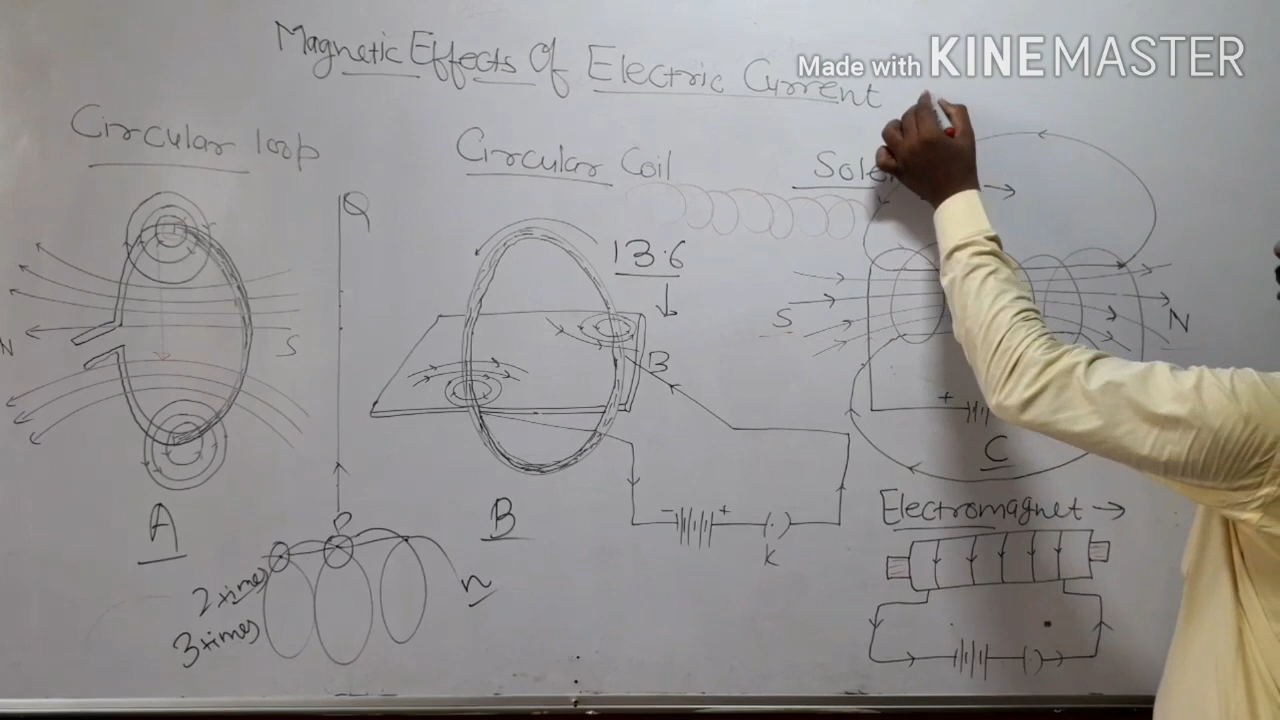 Magnetic Effects Of Electric Current
Made with KINEMASTER
Circular loop
Circular Coil
Q
13.6
N
S
B
S
N
+
C
P
A
B
- +
K
2 times
3 times
n
Electromagnet →